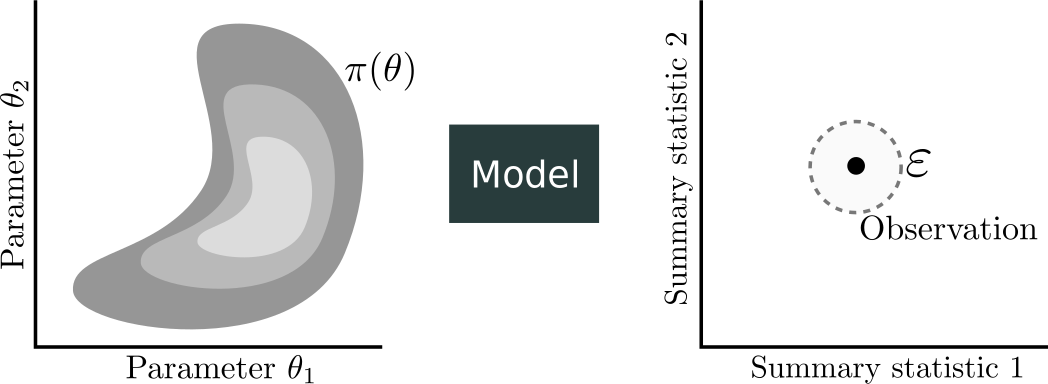 π(θ)
Parameter θ₂
Parameter θ₁
Model
Summary statistic 2
ε
Observation
Summary statistic 1